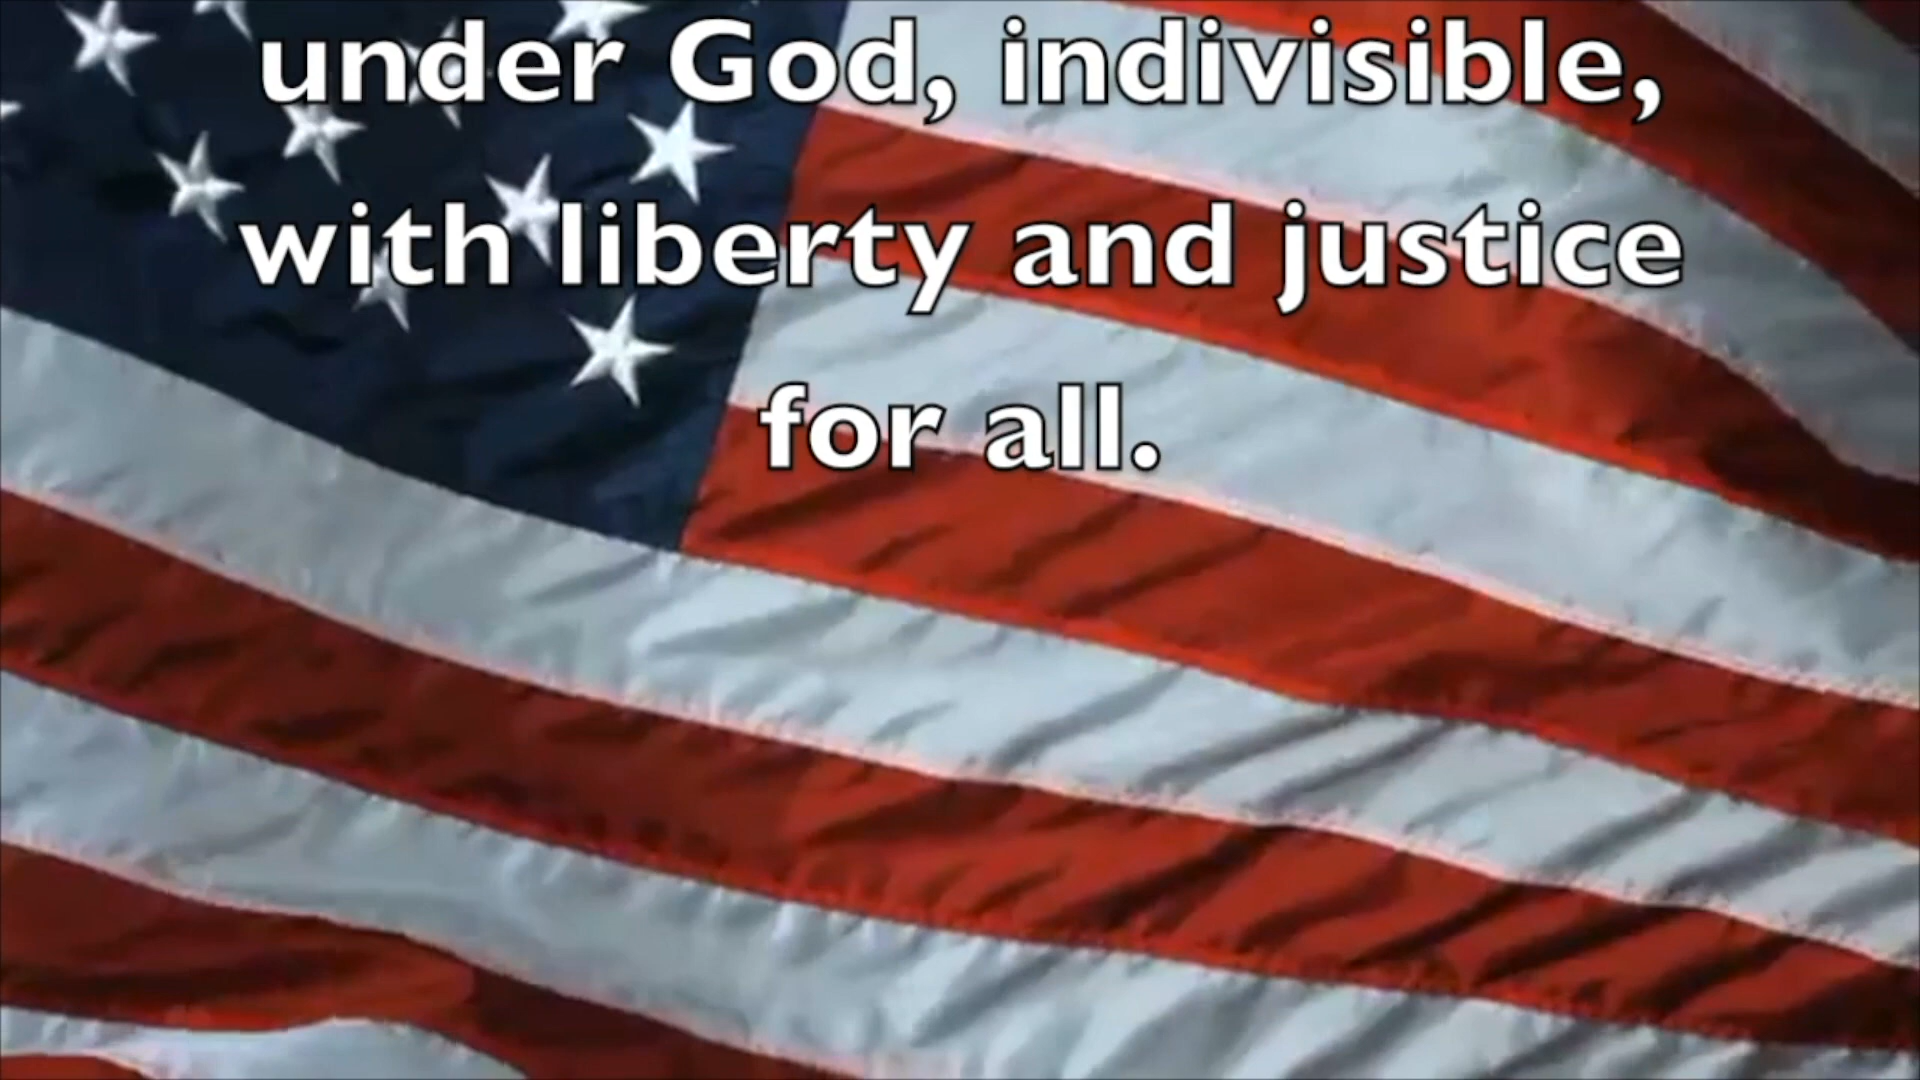 under God, indivisible,
with liberty and justice
for all.